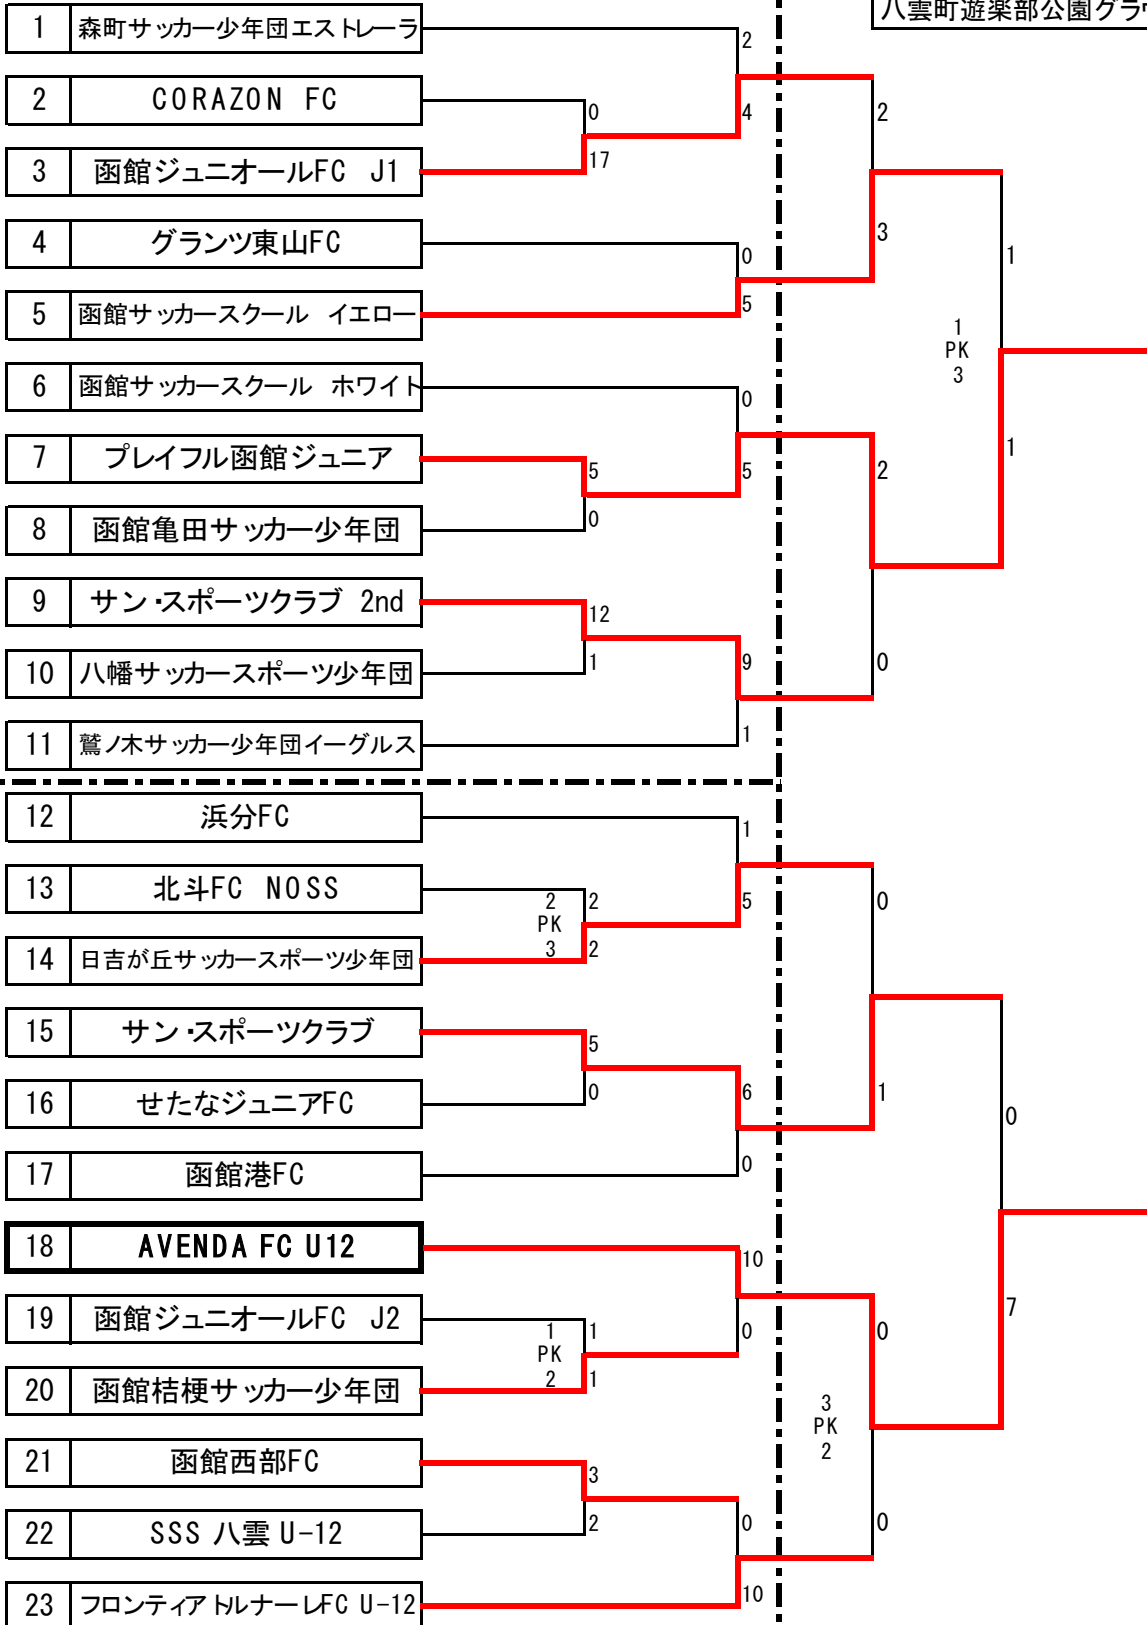 八雲町遊楽部公園グラウ
1 森町サッカー少年団エストレーラ
2
2 CORAZON FC
0
4
2
3 函館ジュニオールFC J1
17
4 グランツ東山FC
0
3
1
5 函館サッカースクール イエロー
5
1
PK
3
6 函館サッカースクール ホワイト
0
7 プレイフル函館ジュニア
5
5
2
1
8 函館亀田サッカー少年団
0
9 サン・スポーツクラブ 2nd
12
10 八幡サッカースポーツ少年団
1
9
0
11 鷲ノ木サッカー少年団イーグルス
1
12 浜分FC
1
13 北斗FC NOSS
2
PK
3
2
5
0
14 日吉が丘サッカースポーツ少年団
2
15 サン・スポーツクラブ
5
16 せたなジュニアFC
0
6
1
0
17 函館港FC
0
18 AVENDA FC U12
10
19 函館ジュニオールFC J2
1
PK
2
1
0
0
7
20 函館桔梗サッカー少年団
1
3
PK
2
21 函館西部FC
3
22 SSS 八雲 U-12
2
0
0
23 フロンティアトルナーレFC U-12
10